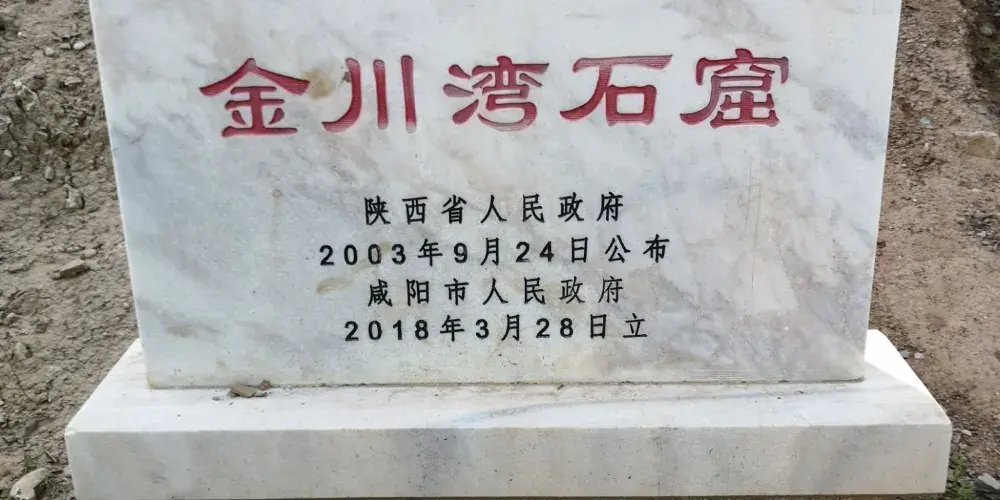 金川湾石窟
陕西省人民政府
2003年9月24日公布
咸阳市人民政府
2018年3月28日立